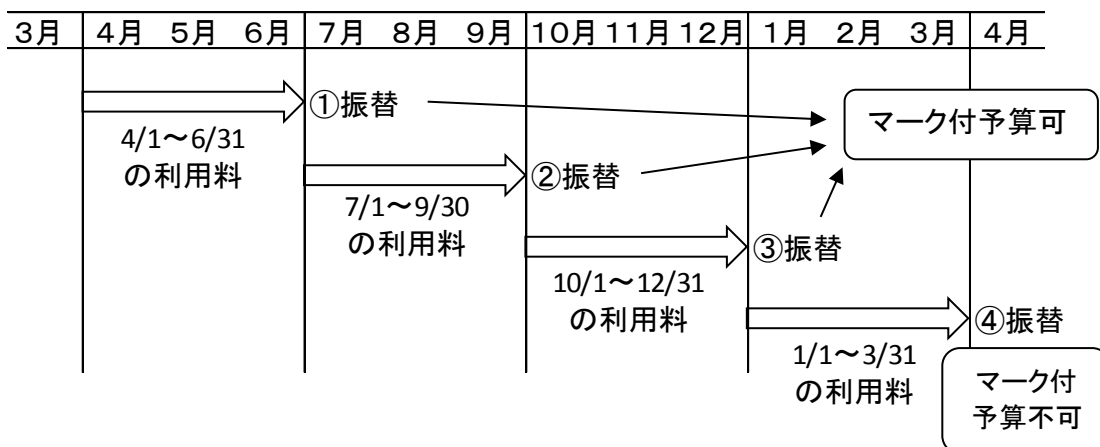 3月 4月 5月 6月 7月 8月 9月 10月 11月 12月 1月 2月 3月 4月
①振替
マーク付予算可
4/1～6/31
の利用料
②振替
7/1～9/30
の利用料
③振替
10/1～12/31
の利用料
④振替
1/1～3/31
の利用料
マーク付
予算不可